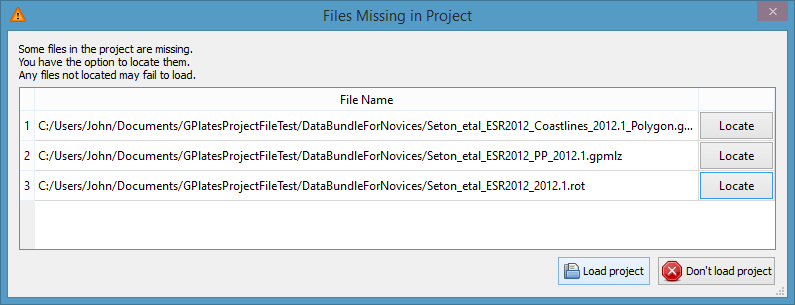 Files Missing in Project
Some files in the project are missing.
You have the option to locate them.
Any files not located may fail to load.
File Name
1 C:/Users/John/Documents/GPlatesProjectFileTest/DataBundleForNovices/Seton_etal_ESR2012_Coastlines_2012.1_Polygon.g... Locate
2 C:/Users/John/Documents/GPlatesProjectFileTest/DataBundleForNovices/Seton_etal_ESR2012_PP_2012.1.gpmlz Locate
3 C:/Users/John/Documents/GPlatesProjectFileTest/DataBundleForNovices/Seton_etal_ESR2012_2012.1.rot Locate
Load project Don't load project